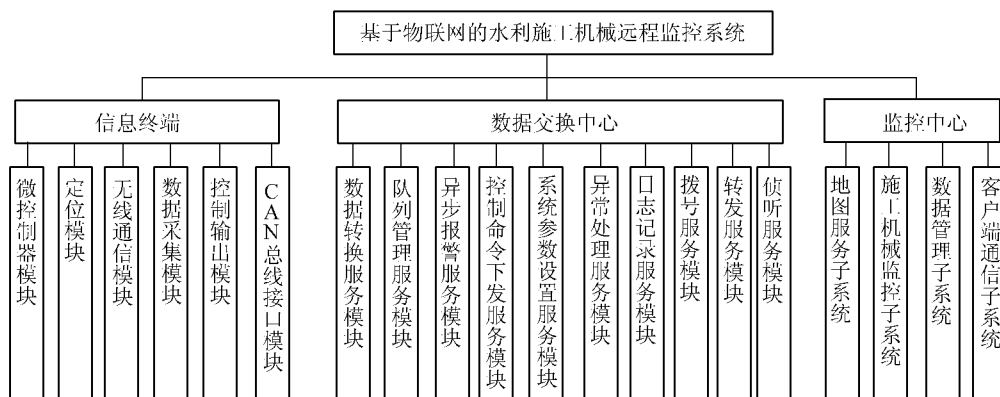 基于物联网的水利施工机械远程监控系统
信息终端
数据交换中心
监控中心
微控制器模块
定位模块
无线通信模块
数据采集模块
控制输出模块
CAN总线接口模块
数据转换服务模块
队列管理服务模块
异步报警服务模块
控制命令下发服务模块
系统参数设置服务模块
异常处理服务模块
日志记录服务模块
拨号服务模块
转发服务模块
侦听服务模块
地图服务子系统
施工机械监控子系统
数据管理子系统
客户端通信子系统